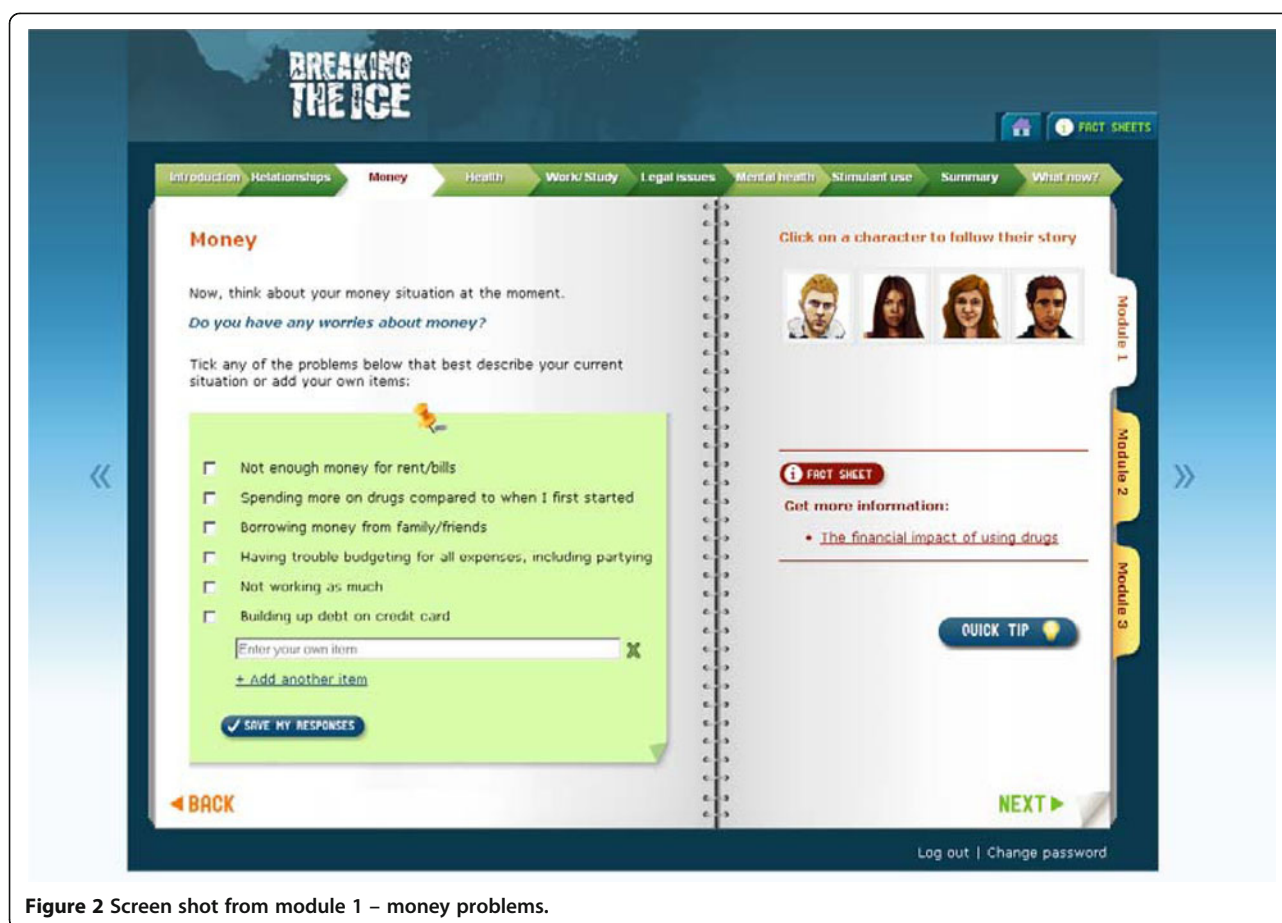 BREAKING
THE ICE
FACT SHEETS
Introduction Relationships Money Health Work/ Study Legal issues Mental health Stimulant use Summary What now?
Money
Now, think about your money situation at the moment.
Do you have any worries about money?
Tick any of the problems below that best describe your current
situation or add your own items:
Not enough money for rent/bills
Spending more on drugs compared to when I first started
Borrowing money from family/friends
Having trouble budgeting for all expenses, including partying
Not working as much
Building up debt on credit card
Enter your own item
+ Add another item
SAVE MY RESPONSES
BACK
Click on a character to follow their story
FACT SHEET
Get more information:
• The financial impact of using drugs
QUICK TIP
NEXT
Module 1
Module 2
Module 3
Log out | Change password
Figure 2 Screen shot from module 1 – money problems.